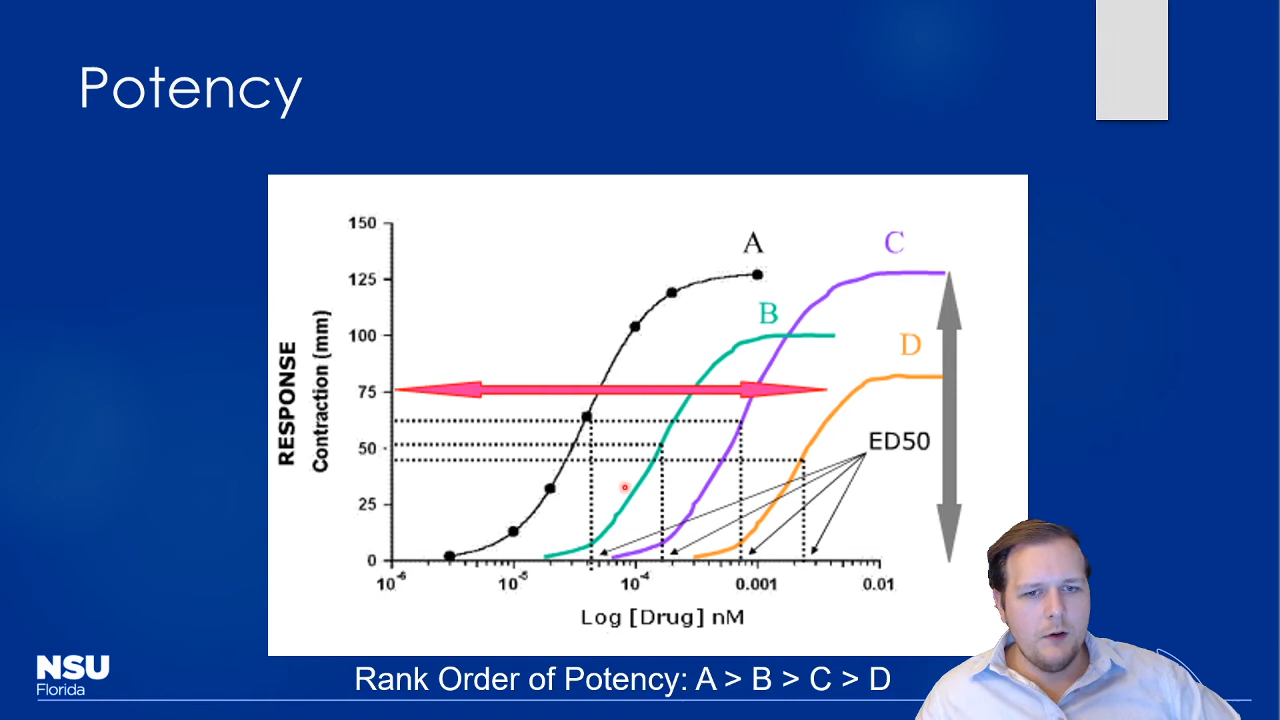 Potency
150
125
100
75
50
25
0
RESPONSE
Contraction (mm)
A
B
C
D
ED50
10⁻⁶
10⁻⁵
10⁻⁴
0.001
0.01
Log [Drug] nM
NSU
Florida
Rank Order of Potency: A > B > C > D